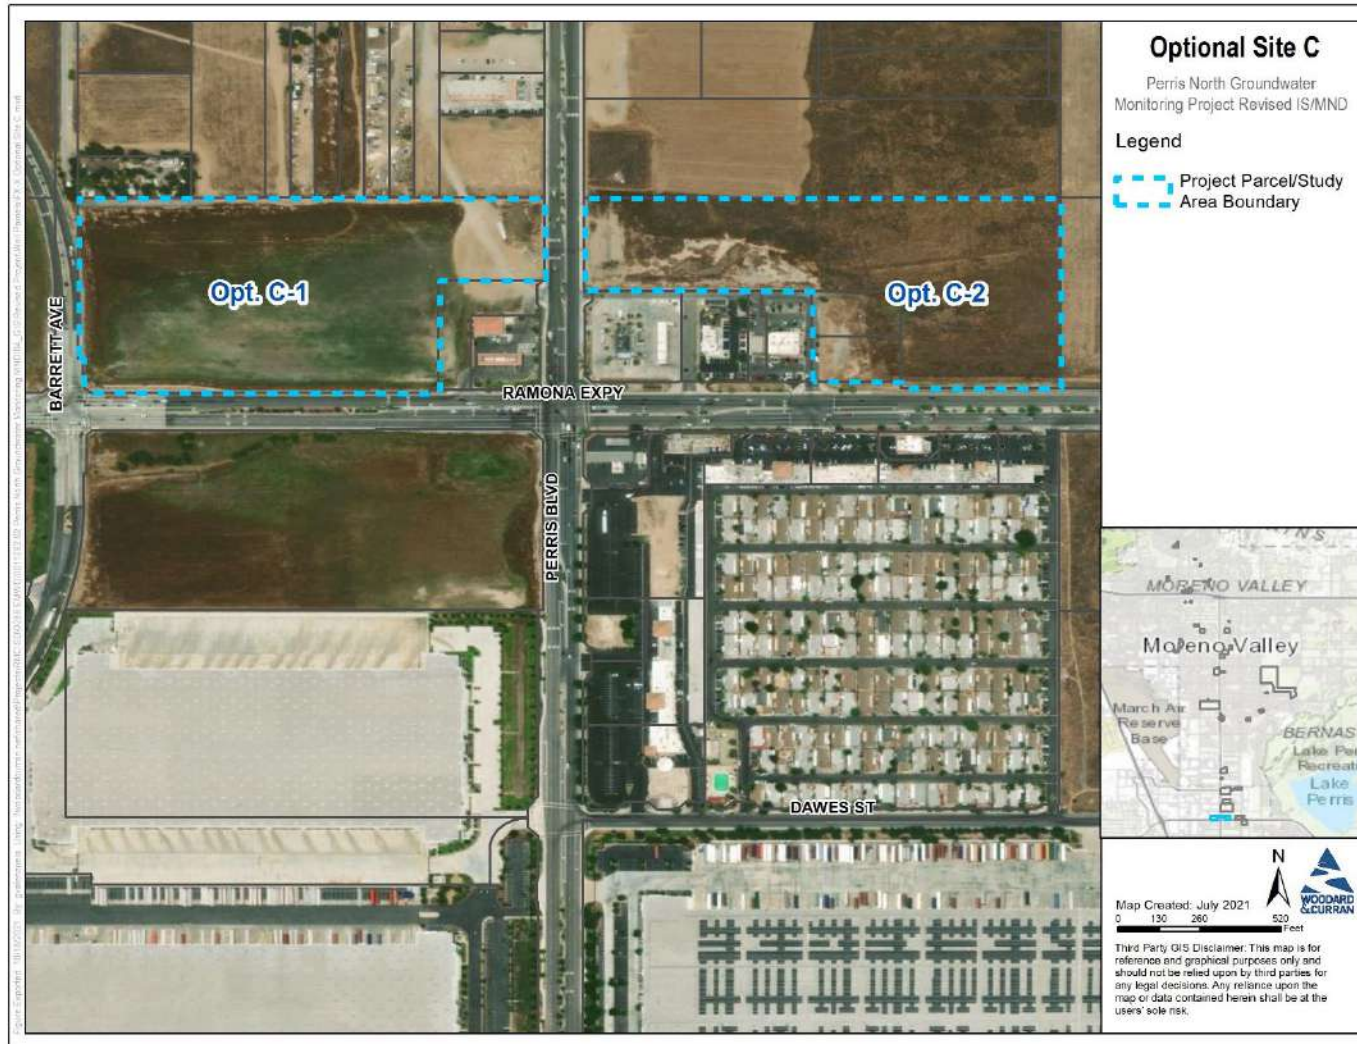 Optional Site C
Perris North Groundwater
Monitoring Project Revised IS/MND
Legend
Project Parcel/Study
Area Boundary
Opt. C-1
Opt. C-2
BARRETT AVE
RAMONA EXPY
PERRIS BLVD
DAWES ST
MORENO VALLEY
Moreno Valley
March Air
Reserve
Base
BERNAS
Lake Per
Recreat
Lake
Perris
N
WOODARD
&CURRAN
Map Created: July 2021
0 130 260 520
Feet
Third Party GIS Disclaimer: This map is for
reference and graphical purposes only and
should not be relied upon by third parties for
any legal decisions. Any reliance upon the
map or data contained herein shall be at the
users' sole risk.